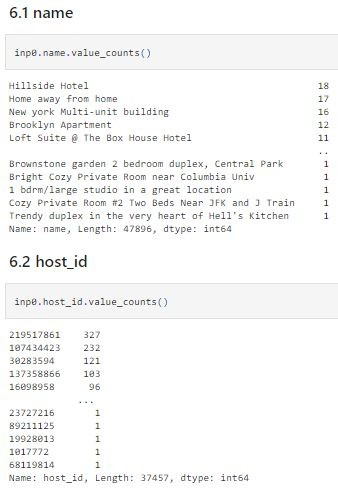 6.1 name
inp0.name.value_counts()
Hillside Hotel 18
Home away from home 17
New york Multi-unit building 16
Brooklyn Apartment 12
Loft Suite @ The Box House Hotel 11
..
Brownstone garden 2 bedroom duplex, Central Park 1
Bright Cozy Private Room near Columbia Univ 1
1 bdrm/large studio in a great location 1
Cozy Private Room #2 Two Beds Near JFK and J Train 1
Trendy duplex in the very heart of Hell's Kitchen 1
Name: name, Length: 47896, dtype: int64
6.2 host_id
inp0.host_id.value_counts()
219517861 327
107434423 232
30283594 121
137358866 103
16098958 96
...
23727216 1
89211125 1
19928013 1
1017772 1
68119814 1
Name: host_id, Length: 37457, dtype: int64